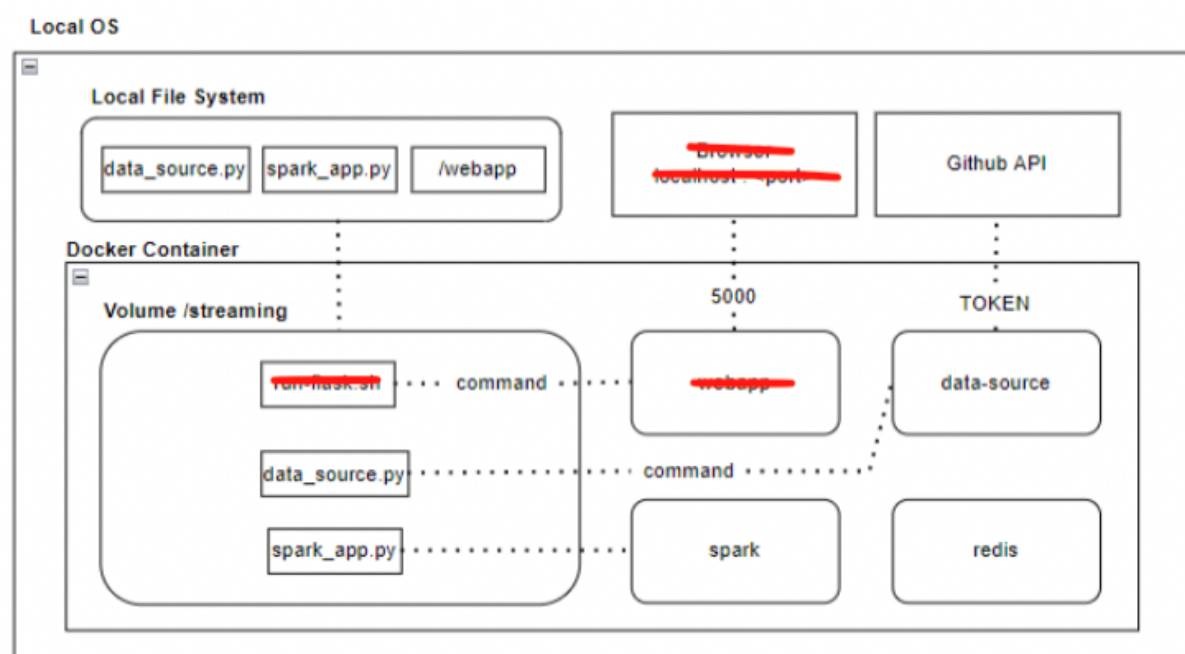 Local OS
Local File System
data_source.py
spark_app.py
/webapp
Github API
Docker Container
Volume /streaming
5000
TOKEN
command
data-source
data_source.py
command
spark_app.py
spark
redis